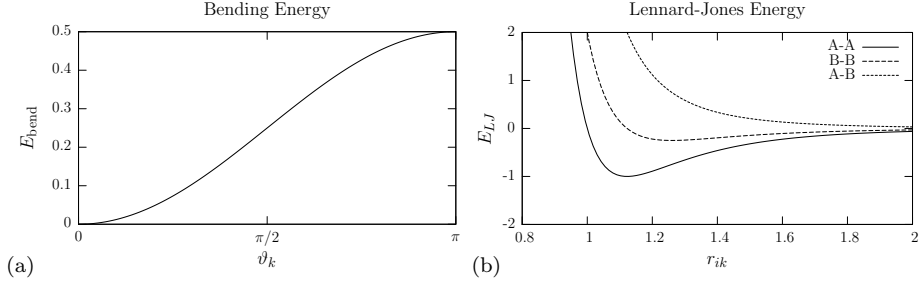 Bending Energy
0.5
0.4
0.3
0.2
0.1
0
E_bend
0
π/2
π
ϑ_k
(a)
Lennard-Jones Energy
2
1
0
-1
-2
E_LJ
A-A
B-B
A-B
0.8
1
1.2
1.4
1.6
1.8
2
r_ik
(b)